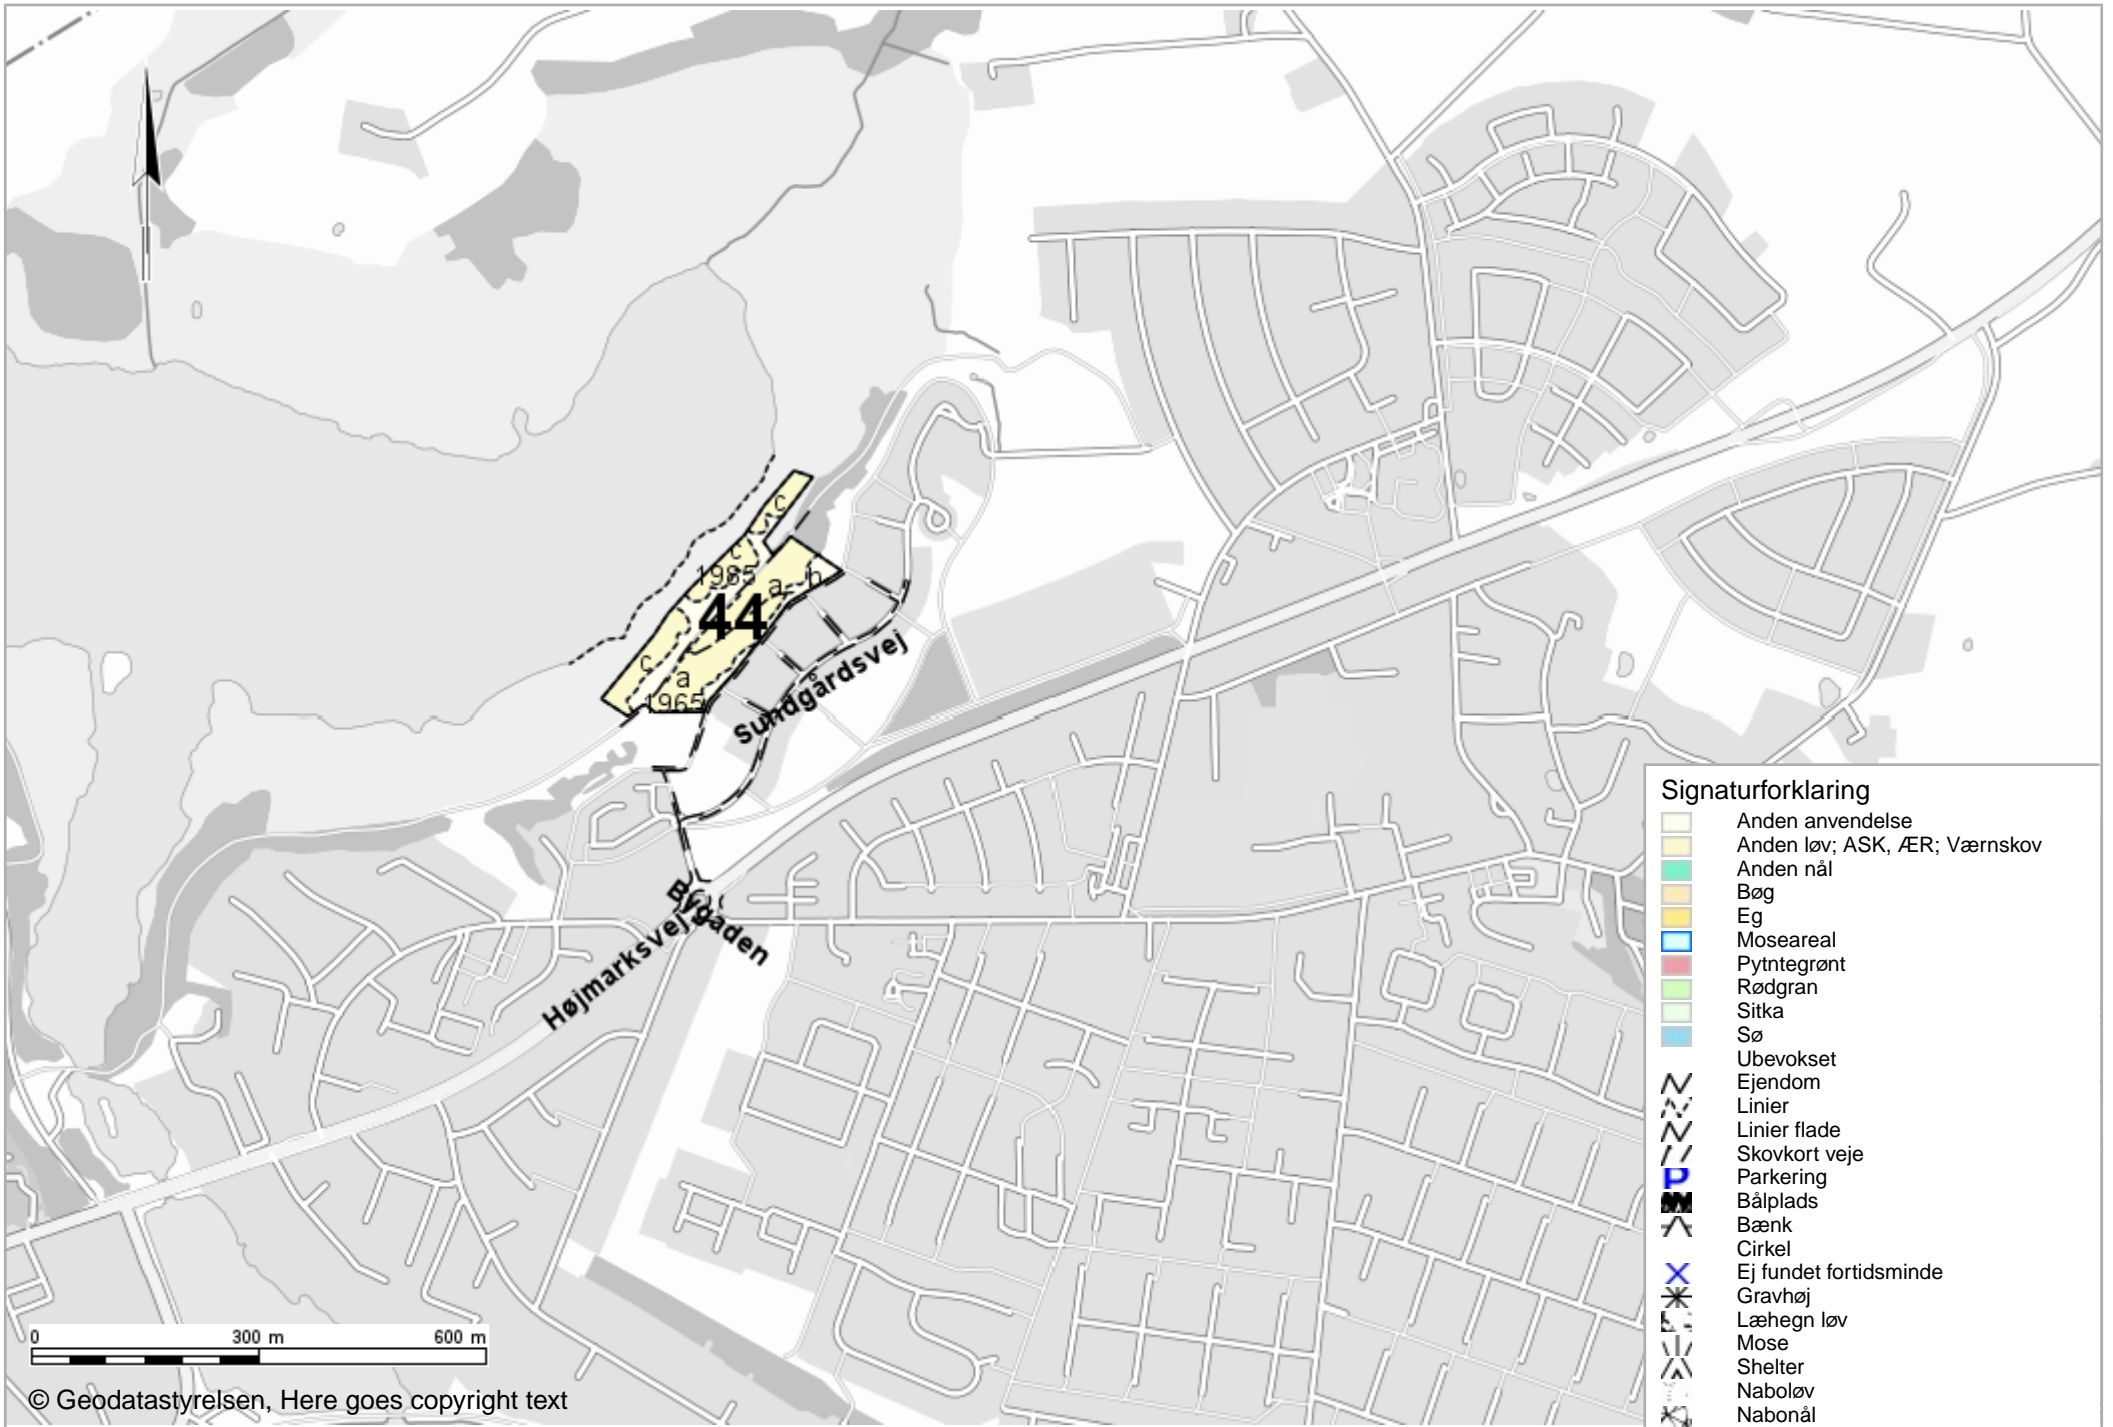 c
c
1985
a
b
44
c
a
1965
Sundgårdsvej
Bygaden
Højmarksvej
Signaturforklaring
Anden anvendelse
Anden løv; ASK, ÆR; Værnskov
Anden nål
Bøg
Eg
Moseareal
Pytntegrønt
Rødgran
Sitka
Sø
Ubevokset
Ejendom
Linier
Linier flade
Skovkort veje
P Parkering
Bålplads
Bænk
Cirkel
Ej fundet fortidsminde
Gravhøj
Læhegn løv
Mose
Shelter
Naboløv
Nabonål
0 300 m 600 m
© Geodatastyrelsen, Here goes copyright text